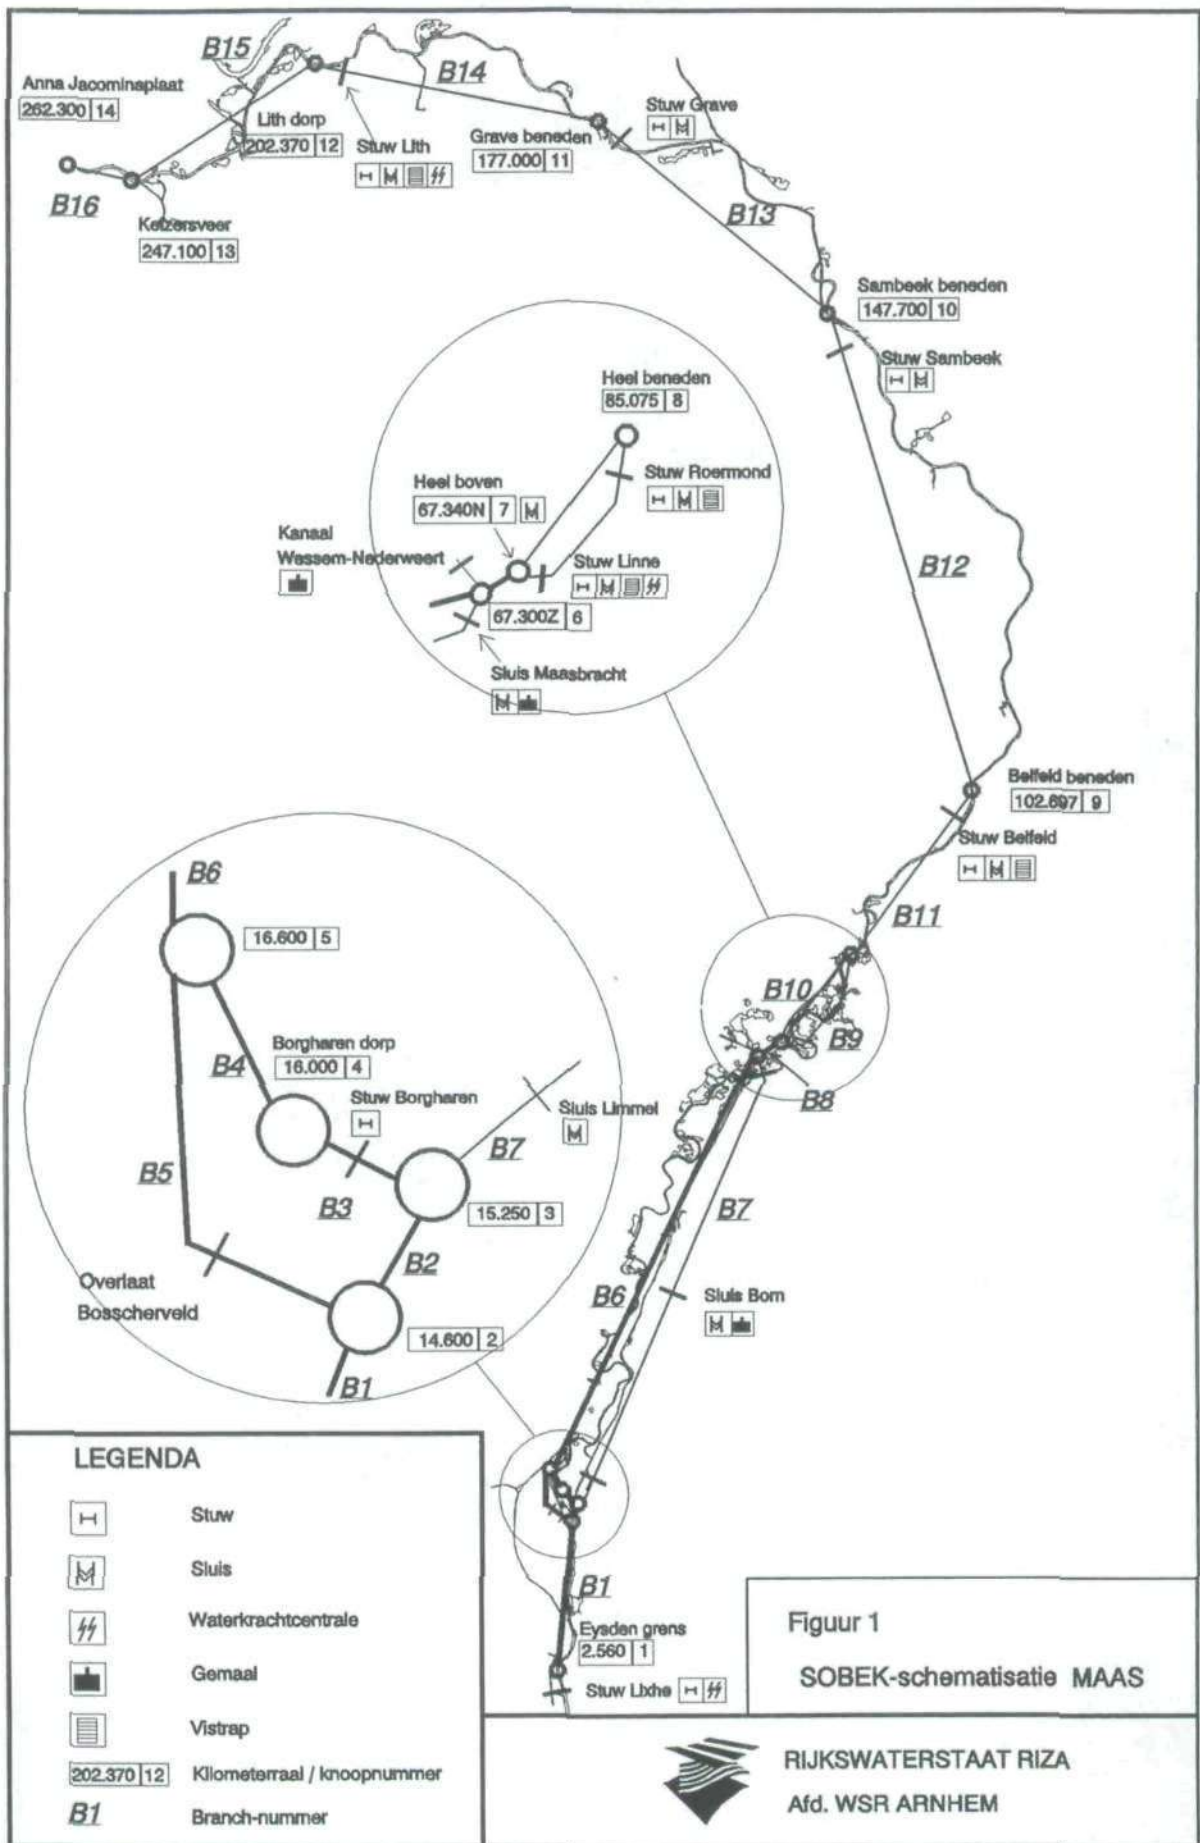 B15
Anna Jacominaplaat
262.300 14
B14
Lith dorp
202.370 12
Stuw Lith
Grave beneden
177.000 11
Stuw Grave
B16
Keizersveer
247.100 13
B13
Sambeek beneden
147.700 10
Stuw Sambeek
Heel beneden
85.075 8
Heel boven
67.340N 7
Stuw Roermond
Kanaal
Wessem-Nederweert
Stuw Linne
67.300Z 6
Sluis Maasbracht
B12
Belfeld beneden
102.697 9
Stuw Belfeld
B11
B10
B9
B8
B6
16.600 5
Borgharen dorp
16.000 4
B4
Stuw Borgharen
Sluis Limmel
B7
B5
B3
15.250 3
B2
Overlaat
Bosscherveld
14.600 2
B1
B7
B6
Sluis Born
B1
Eysden grens
2.560 1
Stuw Lixhe
LEGENDA
Stuw
Sluis
Waterkrachtcentrale
Gemaal
Vistrap
202.370 12 Kilometerraai / knoopnummer
B1 Branch-nummer
Figuur 1
SOBEK-schematisatie MAAS
RIJKSWATERSTAAT RIZA
Afd. WSR ARNHEM